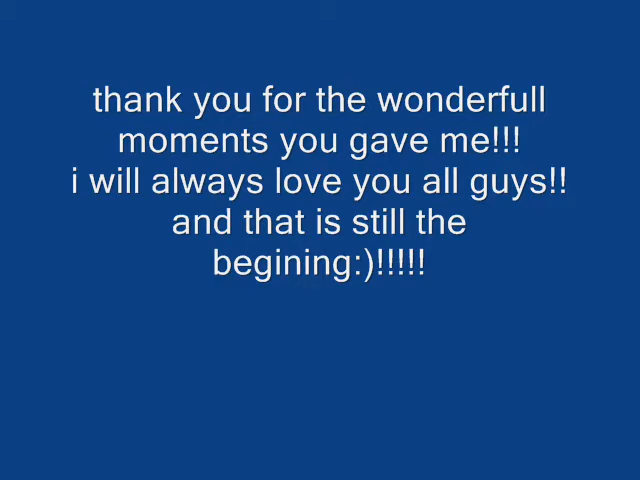 thank you for the wonderfull
moments you gave me!!!
i will always love you all guys!!
and that is still the
begining:)!!!!!